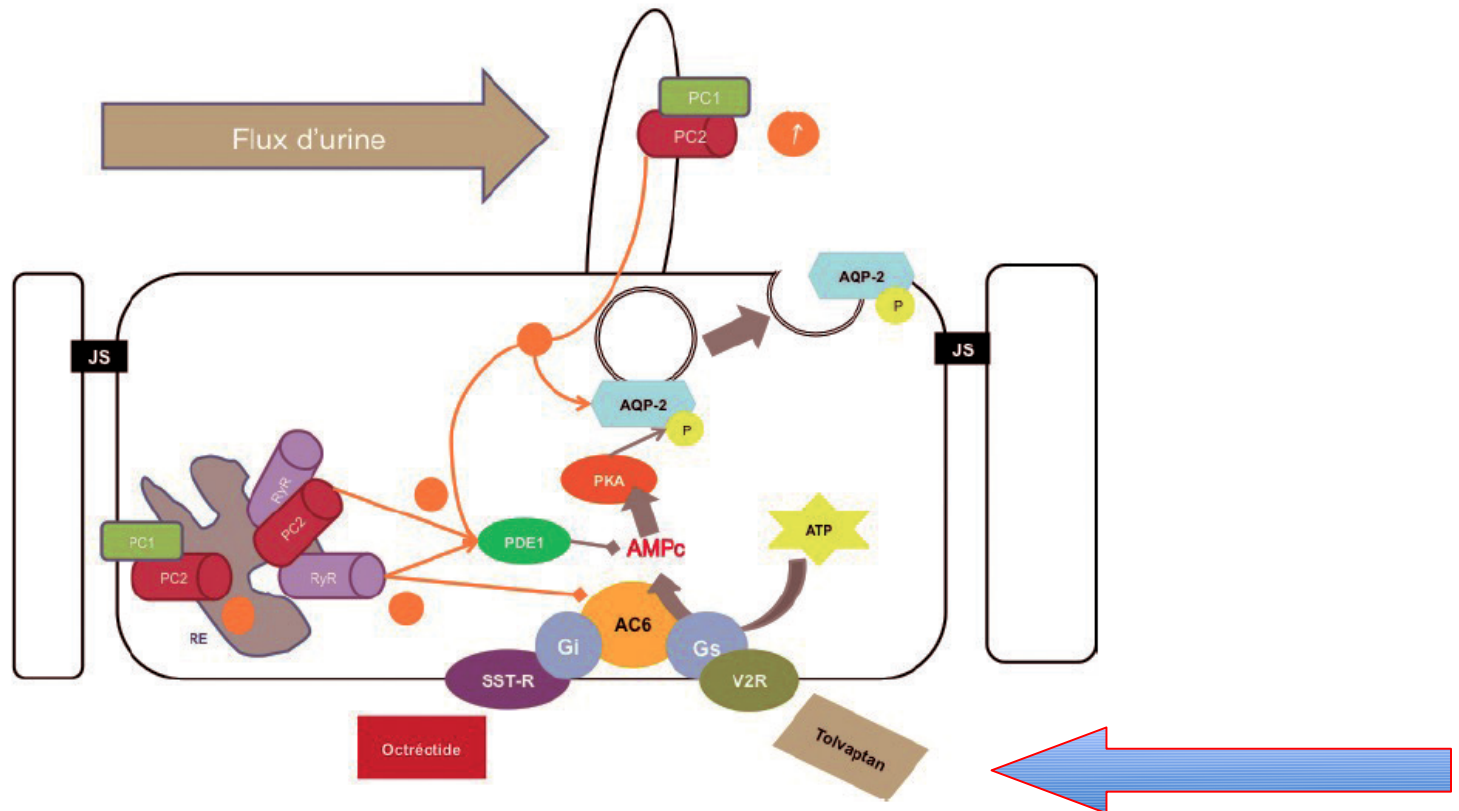 PC1
Flux d'urine
PC2
↑
AQP-2
P
JS
JS
AQP-2
P
RyR
PKA
PC2
ATP
PC1
PDE1
AMPc
PC2
RyR
AC6
RE
Gi
Gs
SST-R
V2R
Octréotide
Tolvaptan